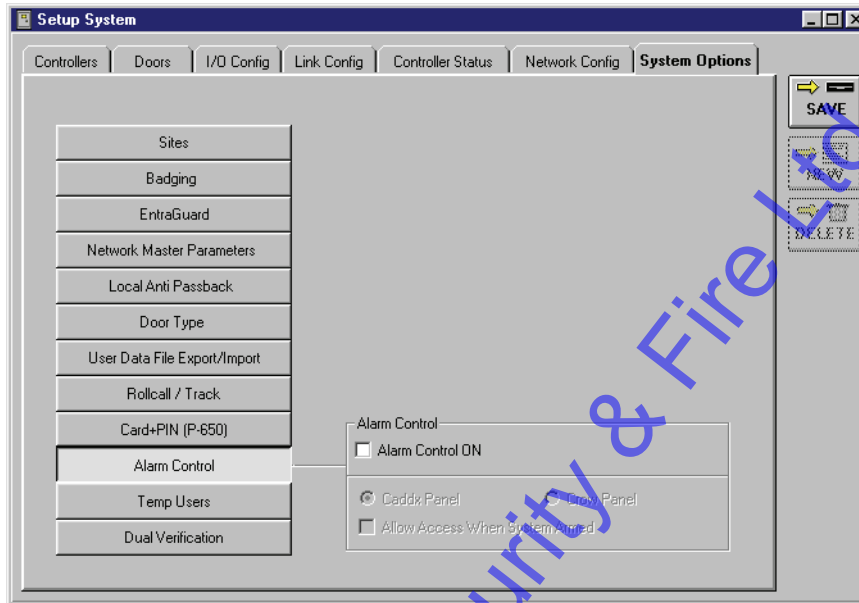 Setup System
Controllers
Doors
I/O Config
Link Config
Controller Status
Network Config
System Options
SAVE
NEW
DELETE
Sites
Badging
EntraGuard
Network Master Parameters
Local Anti Passback
Door Type
User Data File Export/Import
Rollcall / Track
Card+PIN (P-650)
Alarm Control
Temp Users
Dual Verification
Alarm Control
Alarm Control ON
Caddx Panel
Crow Panel
Allow Access When System Armed
urity & Fire Ltd